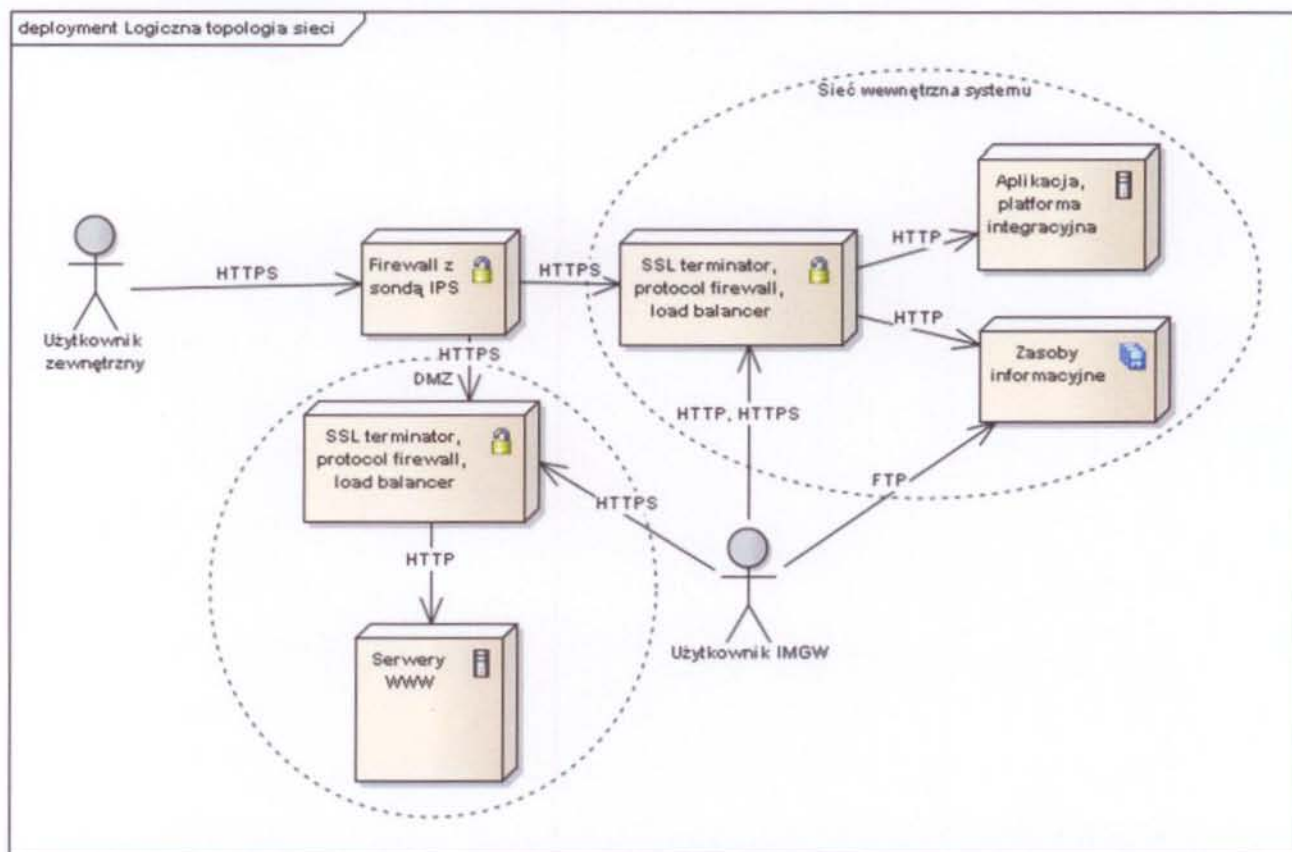 deployment Logiczna topologia sieci
Sieć wewnętrzna systemu
Aplikacja,
platforma
integracyjna
HTTP
Użytkownik
zewnętrzny
HTTPS
Firewall z
sondą IPS
HTTPS
SSL terminator,
protocol firewall,
load balancer
HTTP
Zasoby
informacyjne
HTTPS
DMZ
SSL terminator,
protocol firewall,
load balancer
HTTP, HTTPS
FTP
HTTPS
HTTP
Użytkownik IMGW
Serwery
WWW